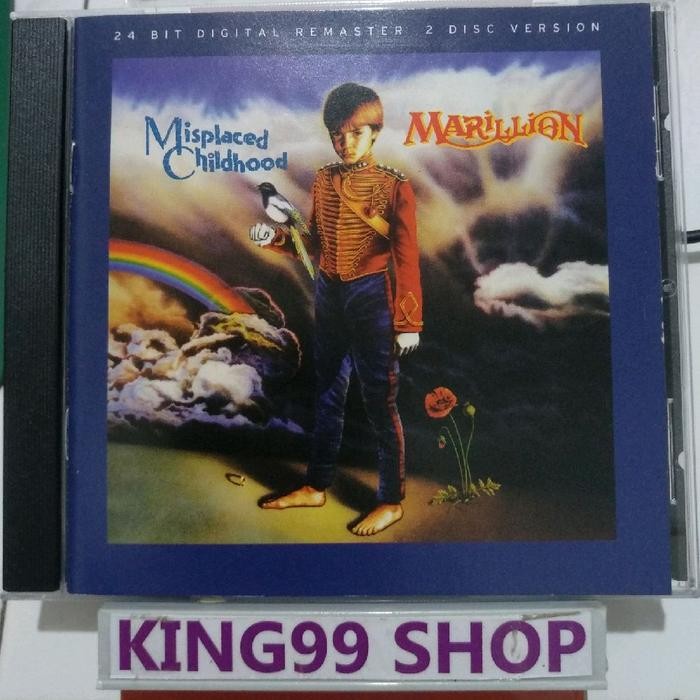 24 BIT DIGITAL REMASTER 2 DISC VERSION
Misplaced
Childhood
MARILLION
KING99 SHOP